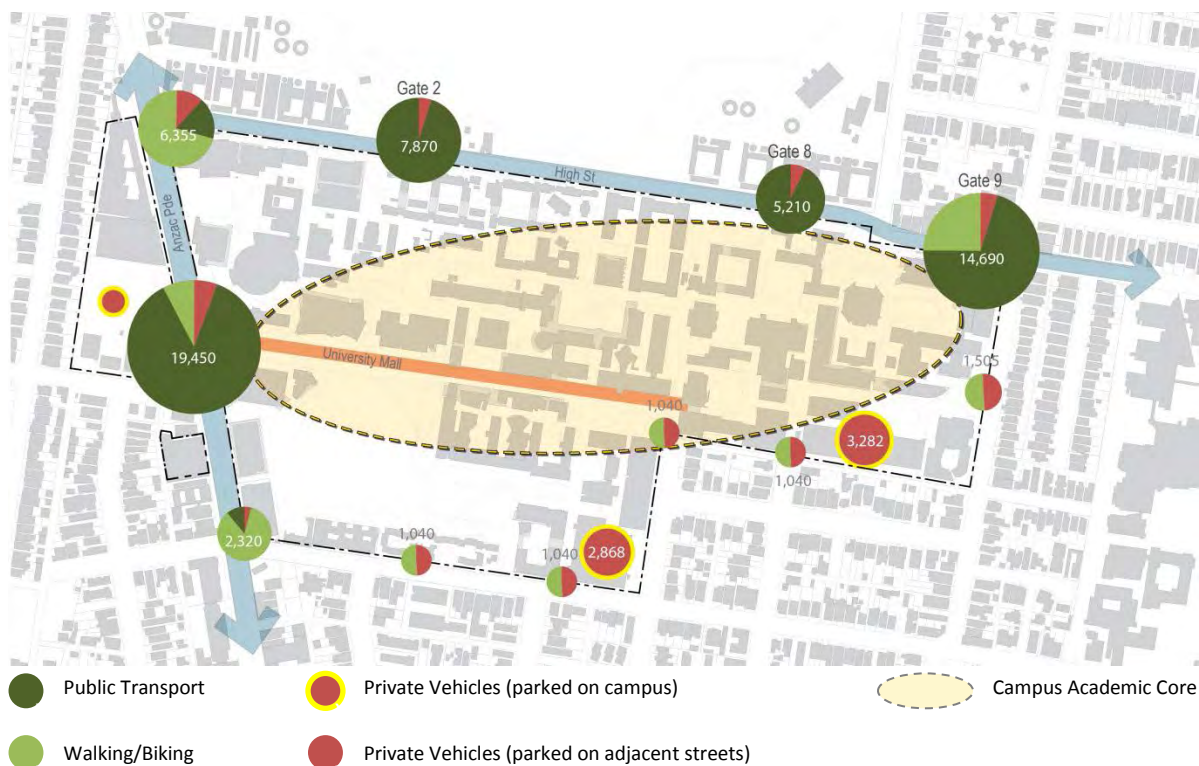 Gate 2
6,355
7,870
High St
Gate 8
5,210
Gate 9
14,690
Anzac Pde
19,450
University Mall
1,505
1,040
3,282
1,040
2,320
1,040
1,040
2,868
Public Transport
Private Vehicles (parked on campus)
Campus Academic Core
Walking/Biking
Private Vehicles (parked on adjacent streets)